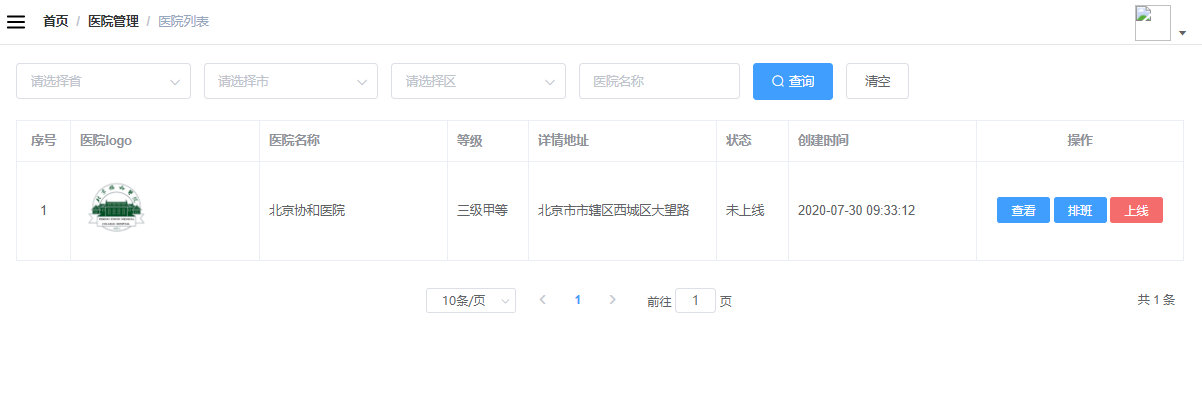 首页 / 医院管理 / 医院列表
请选择省 请选择市 请选择区 医院名称 查询 清空
序号 医院logo 医院名称 等级 详情地址 状态 创建时间 操作
1 北京协和医院 三级甲等 北京市市辖区西城区大望路 未上线 2020-07-30 09:33:12 查看 排班 上线
10条/页 1 前往 1 页 共 1 条